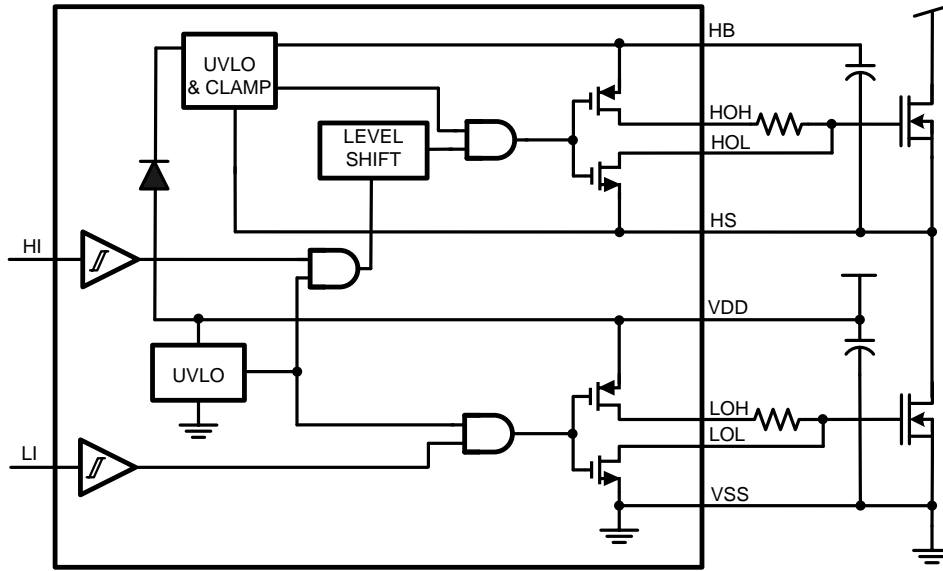 HB
UVLO
& CLAMP
HOH
LEVEL
SHIFT
HOL
HS
HI
VDD
UVLO
LOH
LOL
LI
VSS